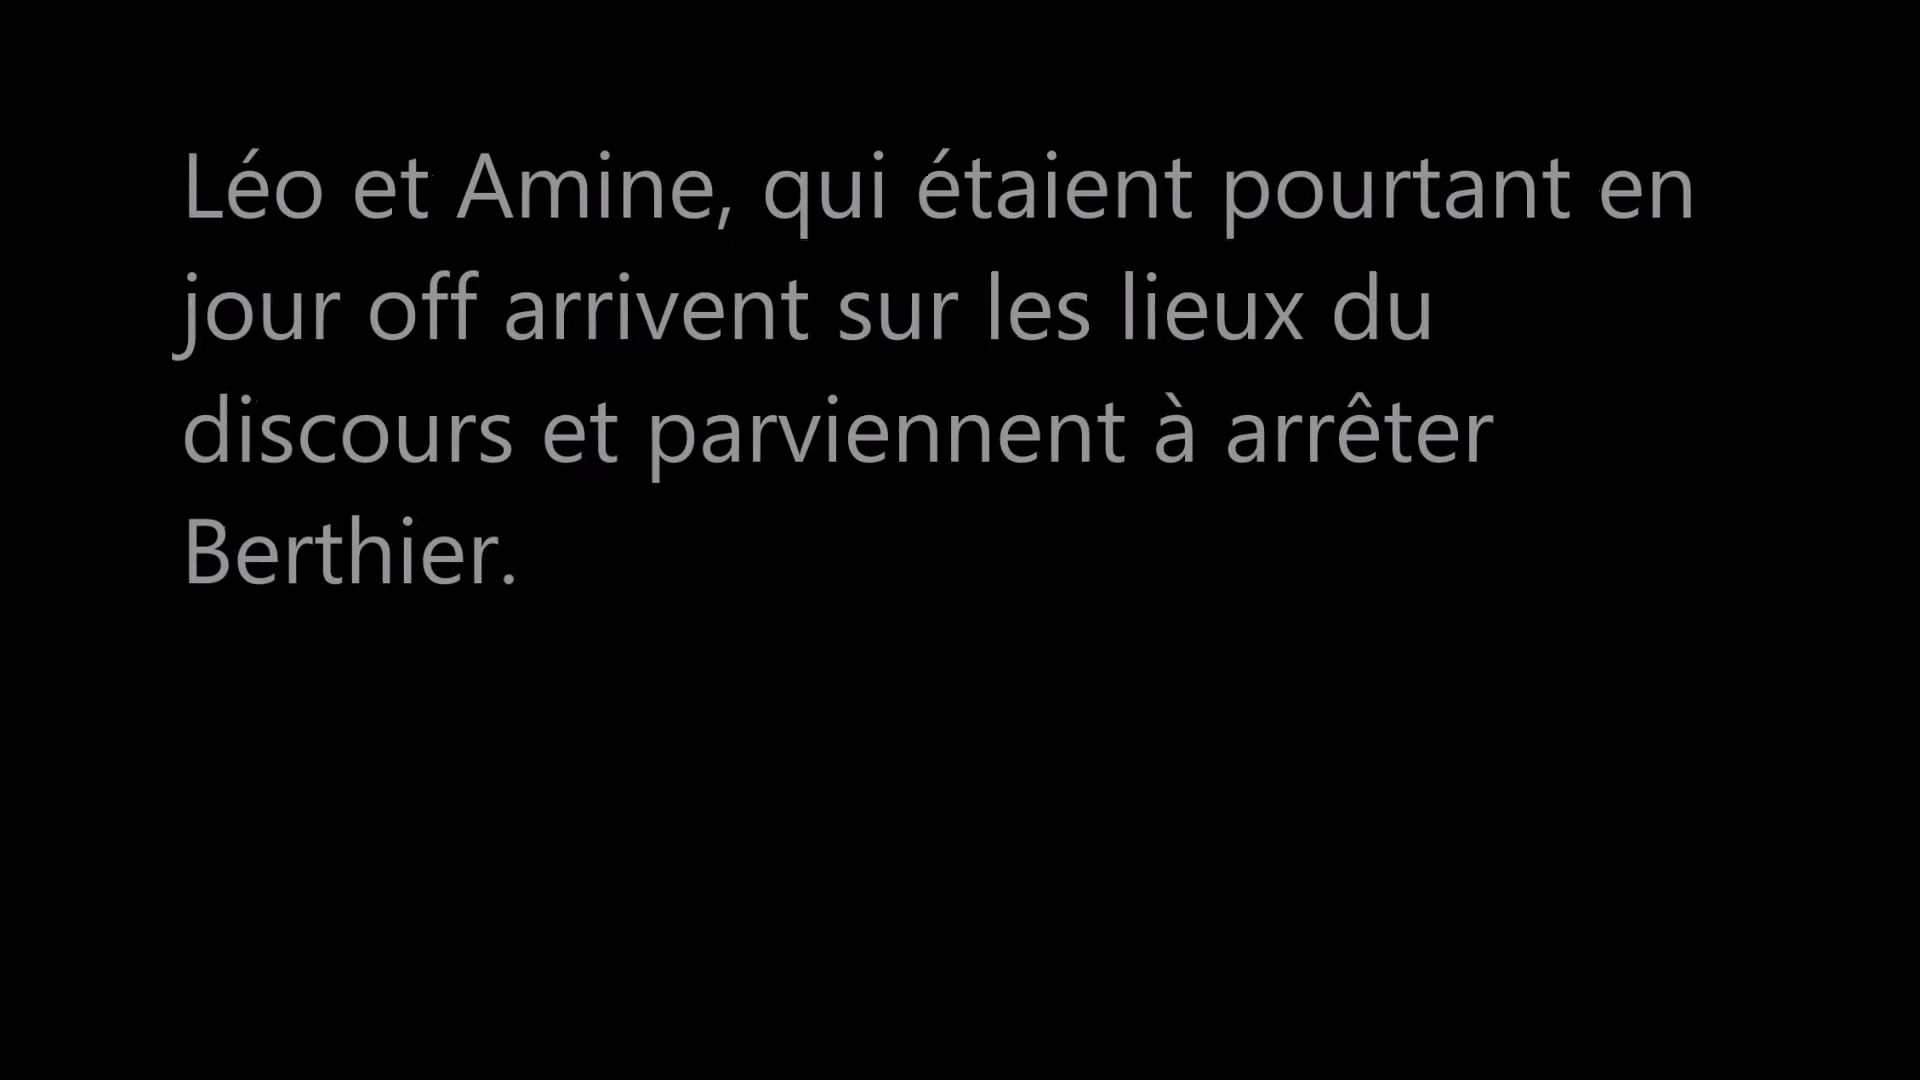 Léo et Amine, qui étaient pourtant en
jour off arrivent sur les lieux du
discours et parviennent à arrêter
Berthier.